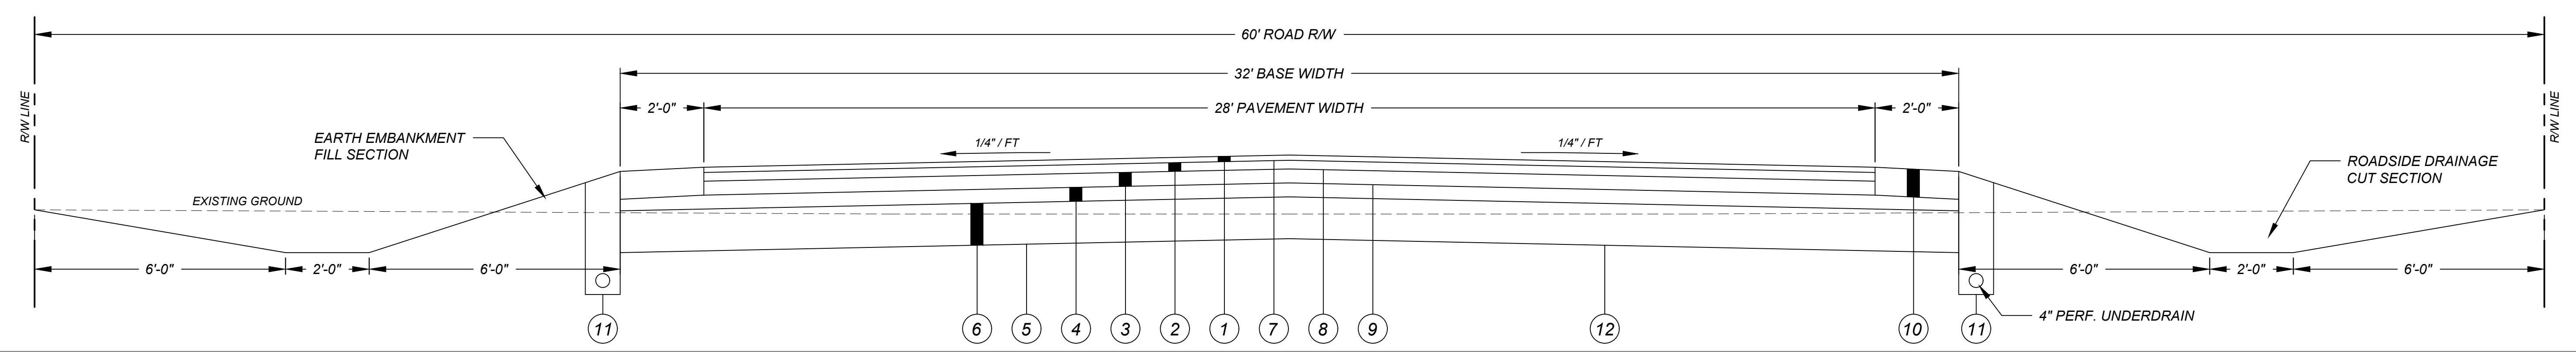 60' ROAD R/W
32' BASE WIDTH
2'-0" 28' PAVEMENT WIDTH 2'-0"
R/W LINE
R/W LINE
EARTH EMBANKMENT
FILL SECTION
1/4" / FT
1/4" / FT
ROADSIDE DRAINAGE
CUT SECTION
EXISTING GROUND
6'-0" 2'-0" 6'-0"
6'-0" 2'-0" 6'-0"
4" PERF. UNDERDRAIN
11 6 5 4 3 2 1 7 8 9 12 10 11